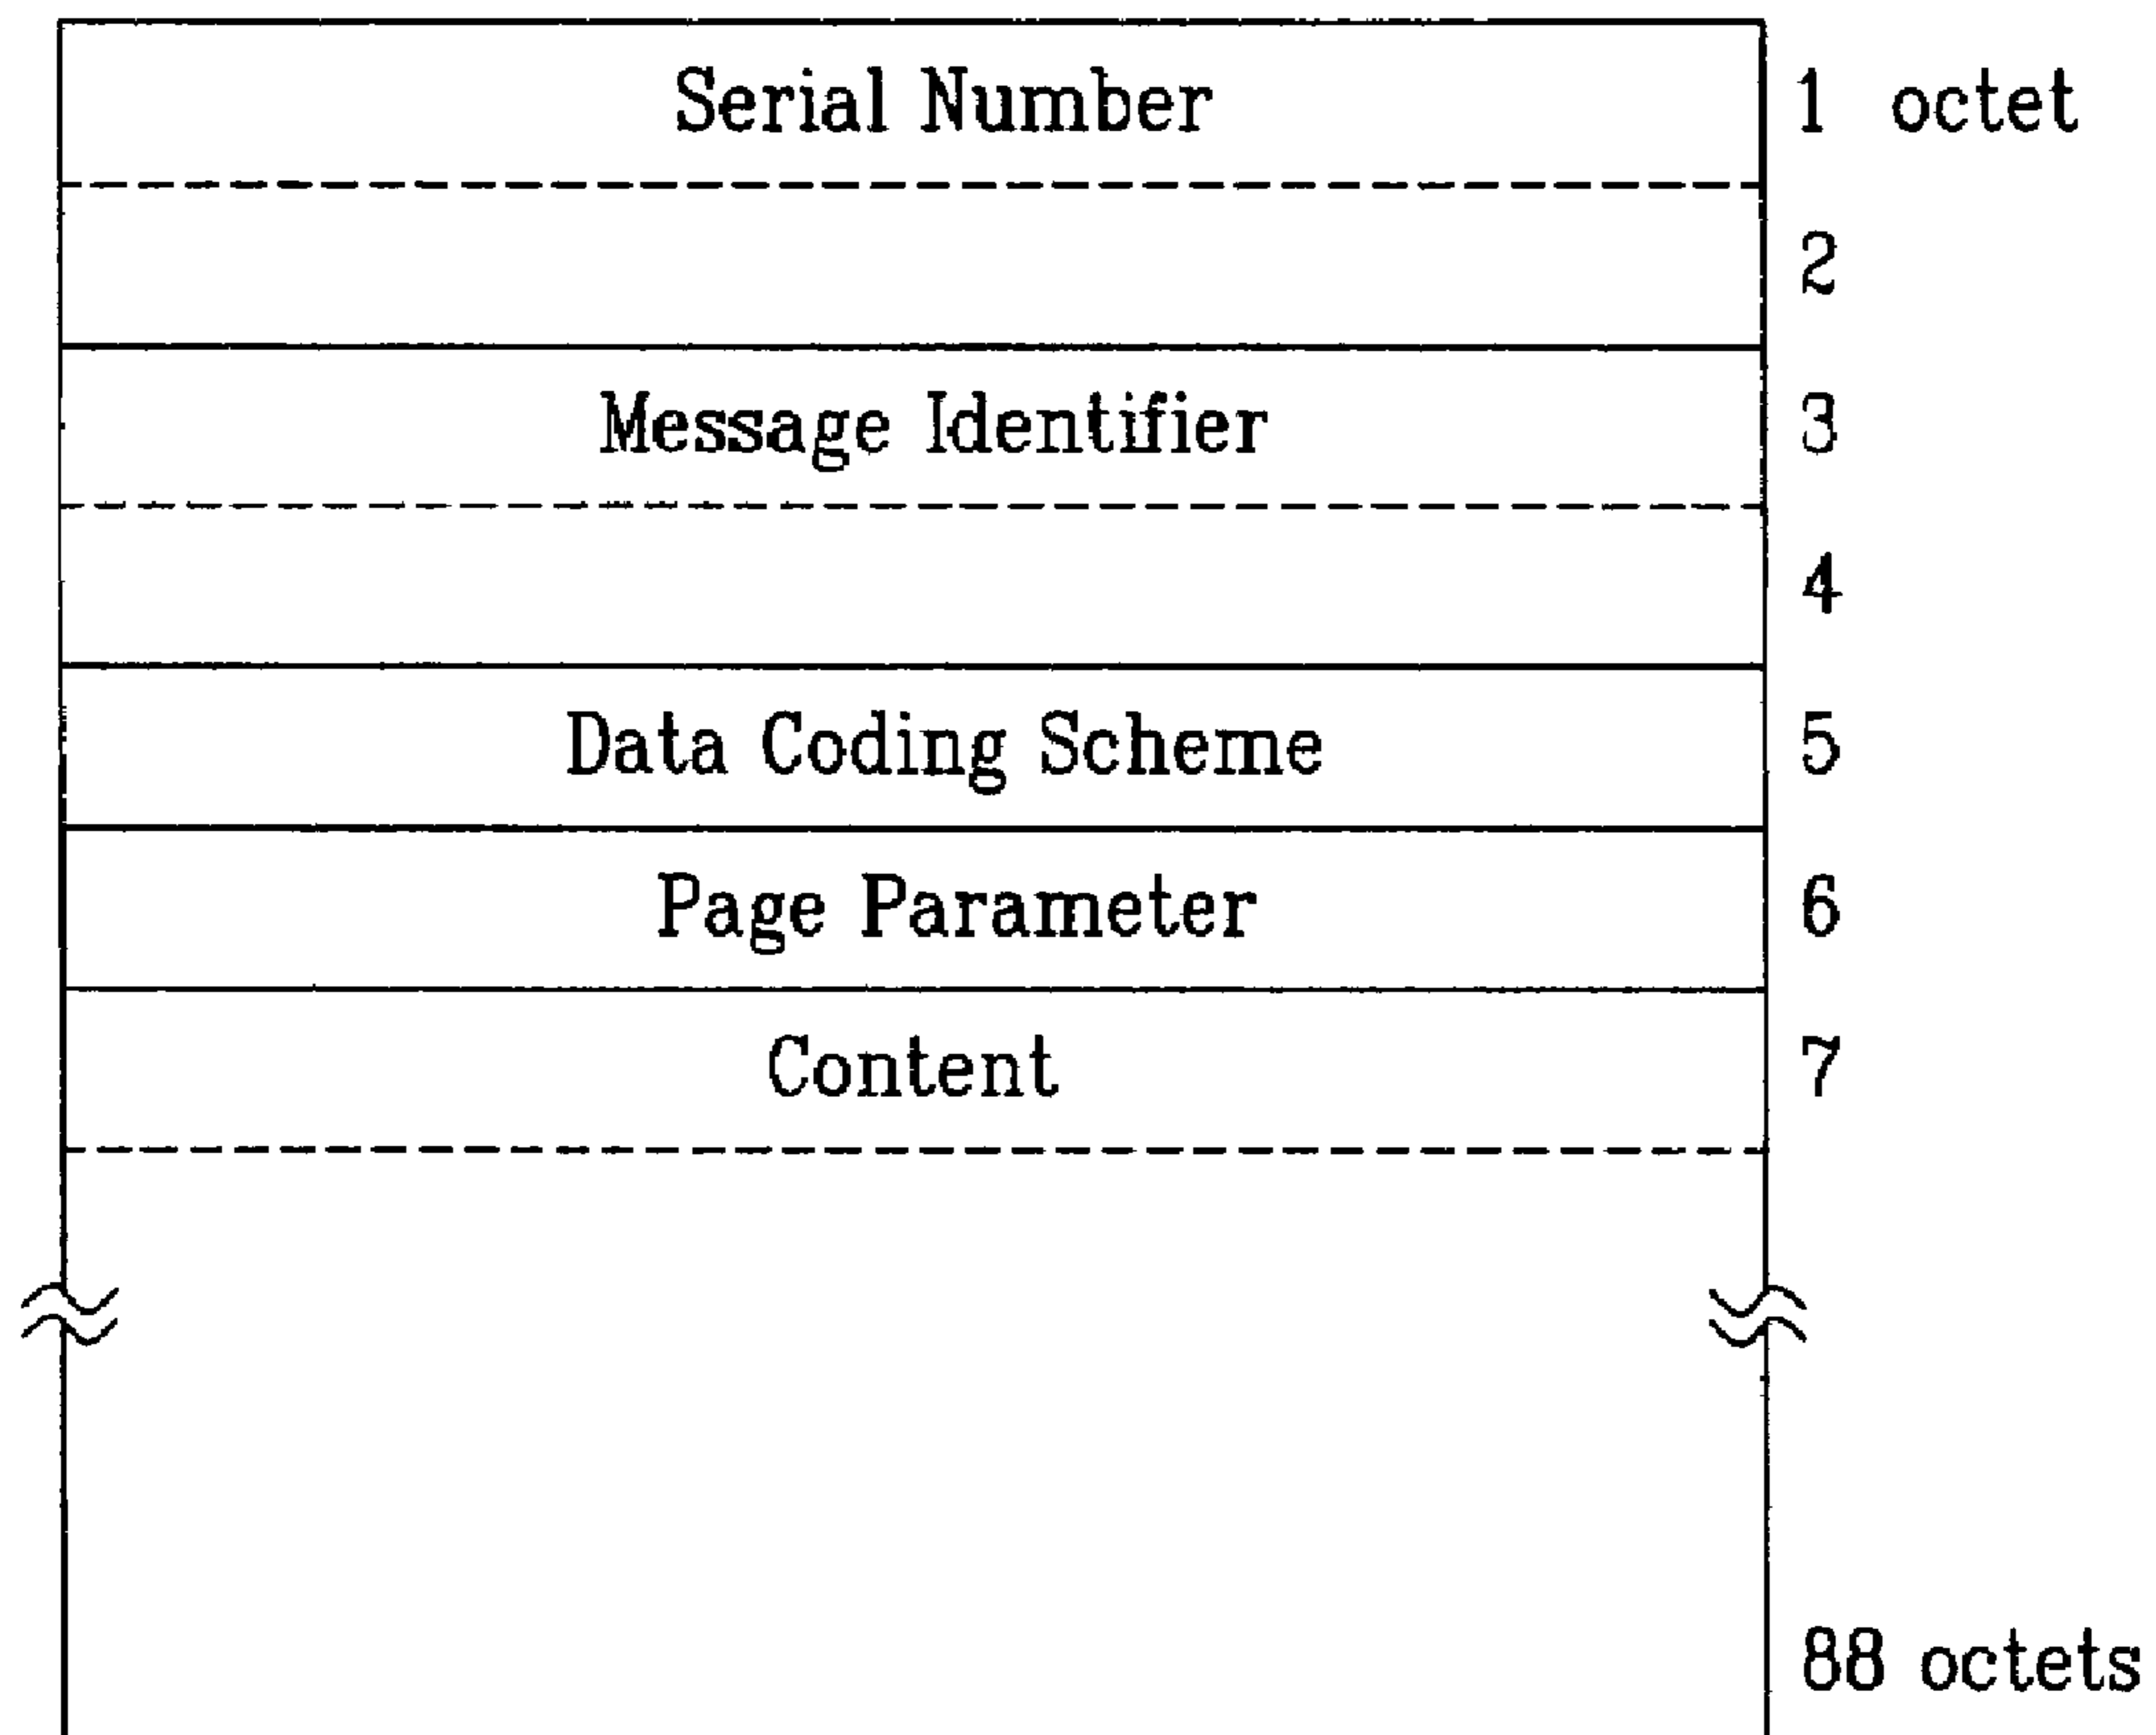 Serial Number 1 octet
2
Message Identifier 3
4
Data Coding Scheme 5
Page Parameter 6
Content 7
88 octets